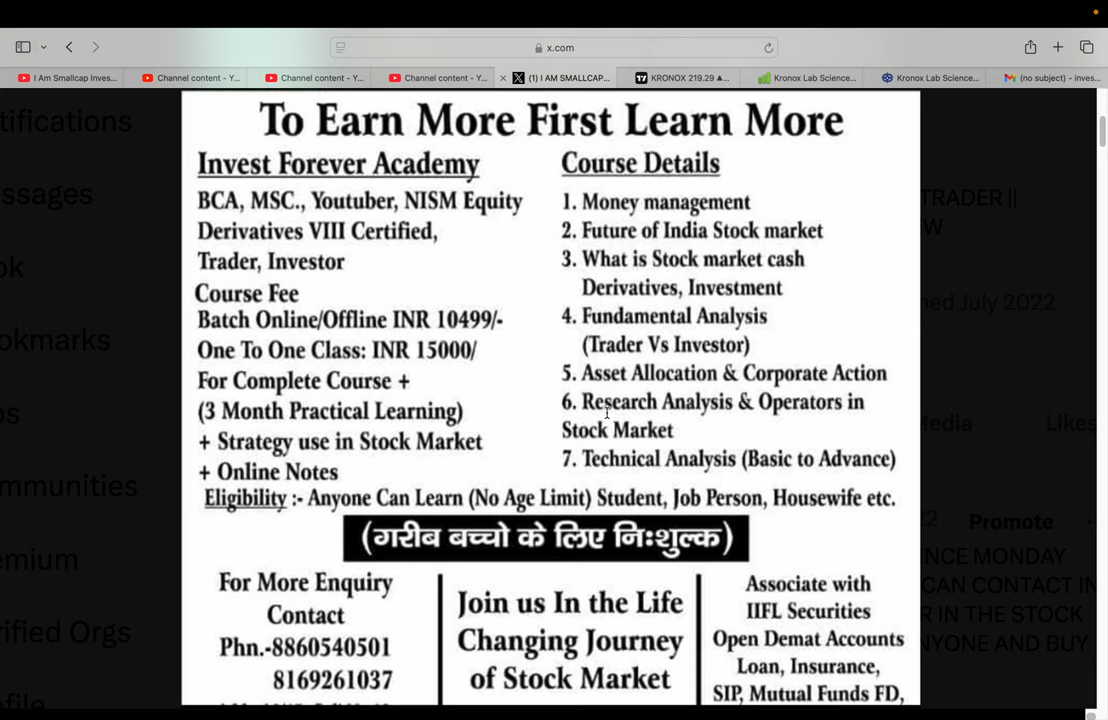 x.com
I Am Smallcap Inves...
Channel content - Y...
Channel content - Y...
Channel content - Y...
(1) I AM SMALLCAP...
KRONOX 219.29 ▲...
Kronox Lab Science...
Kronox Lab Science...
(no subject) - inves...
To Earn More First Learn More
Invest Forever Academy
BCA, MSC., Youtuber, NISM Equity
Derivatives VIII Certified,
Trader, Investor
Course Fee
Batch Online/Offline INR 10499/-
One To One Class: INR 15000/
For Complete Course +
(3 Month Practical Learning)
+ Strategy use in Stock Market
+ Online Notes
Course Details
1. Money management
2. Future of India Stock market
3. What is Stock market cash
Derivatives, Investment
4. Fundamental Analysis
(Trader Vs Investor)
5. Asset Allocation & Corporate Action
6. Research Analysis & Operators in
Stock Market
7. Technical Analysis (Basic to Advance)
Eligibility :- Anyone Can Learn (No Age Limit) Student, Job Person, Housewife etc.
(गरीब बच्चो के लिए निःशुल्क)
For More Enquiry
Contact
Phn.-8860540501
8169261037
Join us In the Life
Changing Journey
of Stock Market
Associate with
IIFL Securities
Open Demat Accounts
Loan, Insurance,
SIP, Mutual Funds FD,
tifications
ssages
ok
okmarks
os
mmunities
emium
rified Orgs
ofile
TRADER ||
W
ned July 2022
Media
Likes
22
Promote
NCE MONDAY
CAN CONTACT IN
R IN THE STOCK
NYONE AND BUY